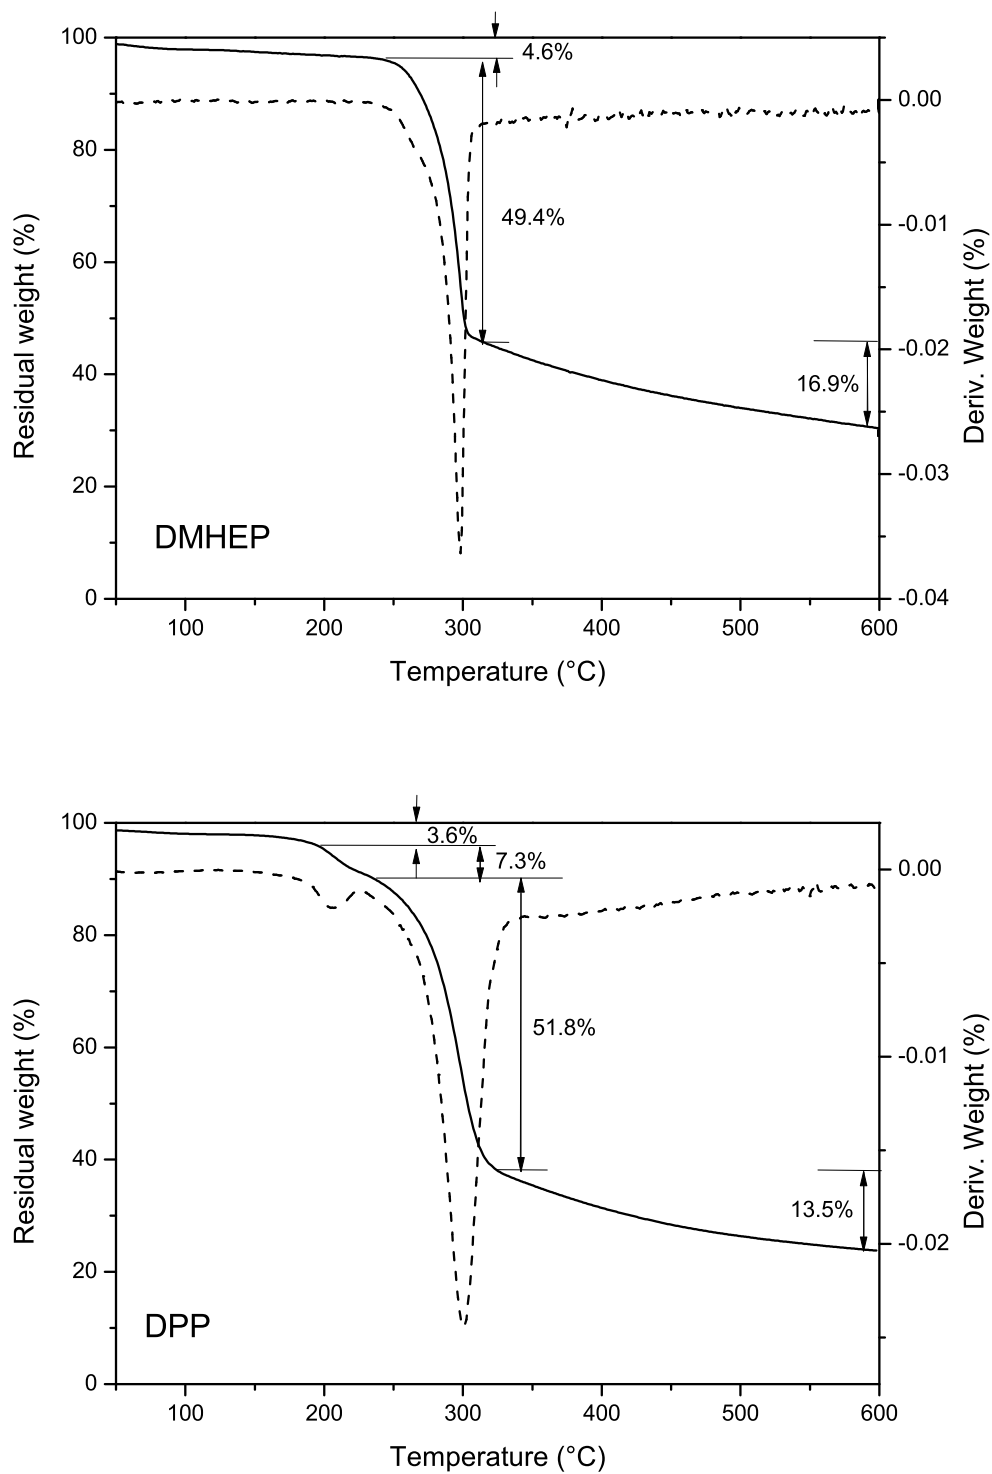 100
80
60
40
20
0
Residual weight (%)
4.6%
49.4%
16.9%
DMHEP
0.00
-0.01
-0.02
-0.03
-0.04
Deriv. Weight (%)
100 200 300 400 500 600
Temperature (°C)
100
80
60
40
20
0
Residual weight (%)
3.6%
7.3%
51.8%
13.5%
DPP
0.00
-0.01
-0.02
Deriv. Weight (%)
100 200 300 400 500 600
Temperature (°C)